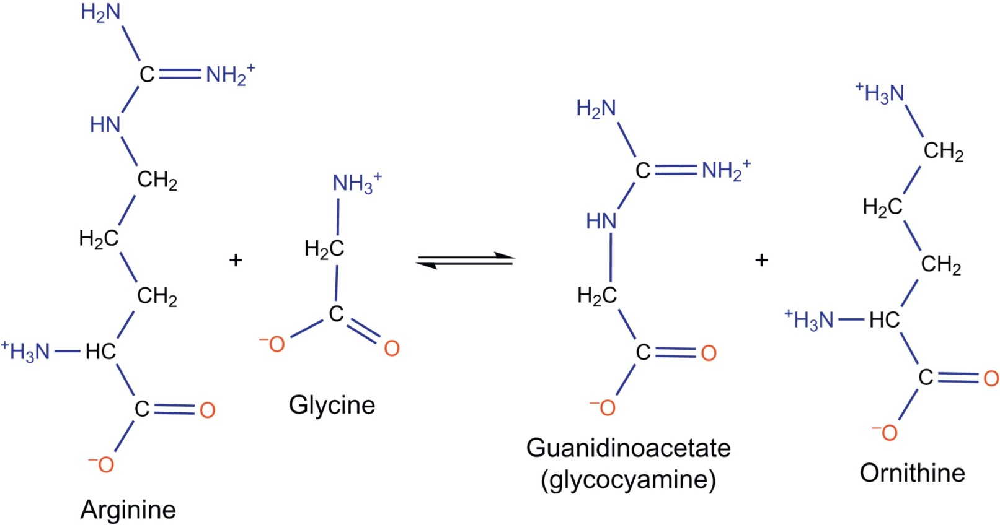 H₂N
C
NH₂⁺
HN
CH₂
H₂C
CH₂
⁺H₃N
HC
C
O
⁻O
Arginine
+
NH₃⁺
H₂C
C
⁻O
O
Glycine
H₂N
C
NH₂⁺
HN
H₂C
C
O
⁻O
Guanidinoacetate
(glycocyamine)
+
⁺H₃N
CH₂
H₂C
CH₂
⁺H₃N
HC
C
O
⁻O
Ornithine